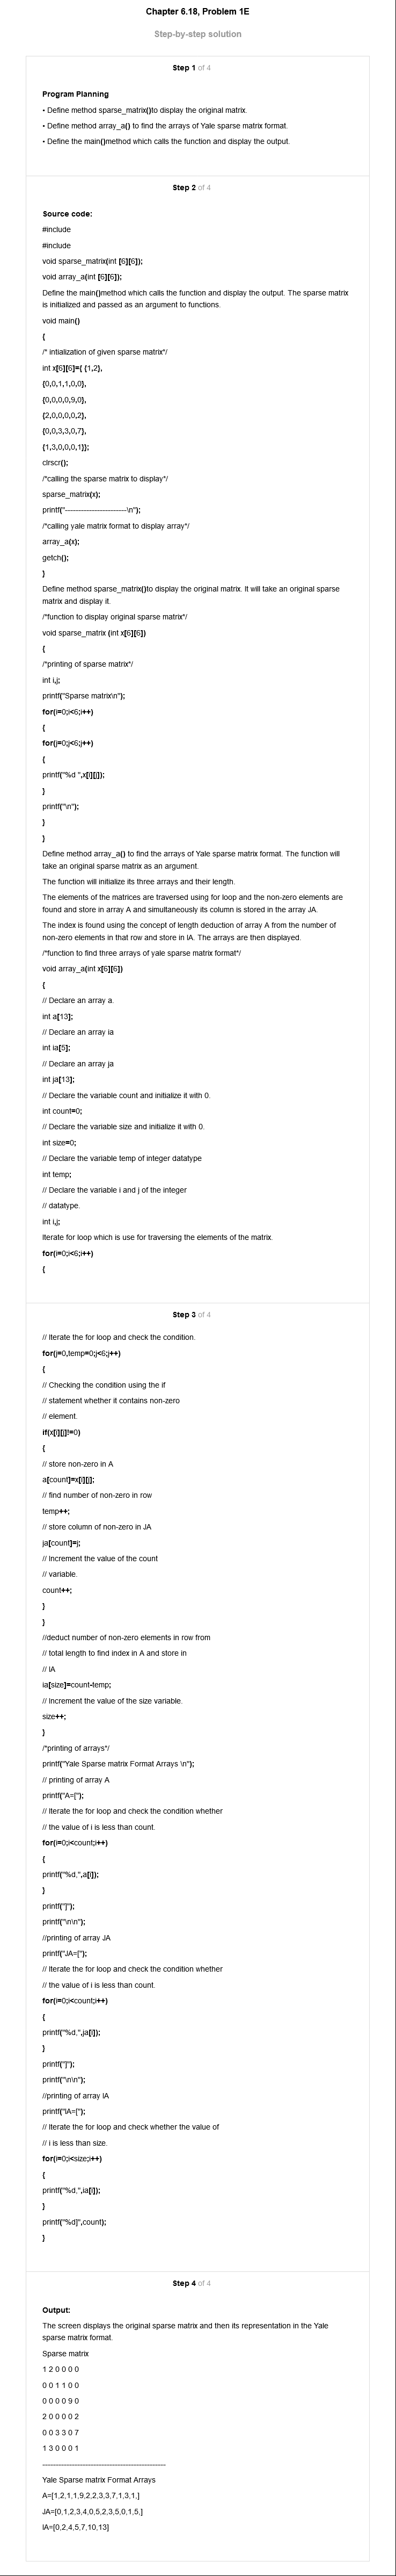 Chapter 6.18, Problem 1E
Step-by-step solution
Step 1 of 4
Program Planning
• Define method sparse_matrix()to display the original matrix.
• Define method array_a() to find the arrays of Yale sparse matrix format.
• Define the main()method which calls the function and display the output.
Step 2 of 4
Source code:
#include
#include
void sparse_matrix(int [6][6]);
void array_a(int [6][6]);
Define the main()method which calls the function and display the output. The sparse matrix
is initialized and passed as an argument to functions.
void main()
{
/* intialization of given sparse matrix*/
int x[6][6]={ {1,2},
{0,0,1,1,0,0},
{0,0,0,0,9,0},
{2,0,0,0,0,2},
{0,0,3,3,0,7},
{1,3,0,0,0,1}};
clrscr();
/*calling the sparse matrix to display*/
sparse_matrix(x);
printf("------------------------\n");
/*calling yale matrix format to display array*/
array_a(x);
getch();
}
Define method sparse_matrix()to display the original matrix. It will take an original sparse
matrix and display it.
/*function to display original sparse matrix*/
void sparse_matrix (int x[6][6])
{
/*printing of sparse matrix*/
int i,j;
printf("Sparse matrix\n");
for(i=0;i<6;i++)
{
for(j=0;j<6;j++)
{
printf("%d ",x[i][j]);
}
printf("\n");
}
}
Define method array_a() to find the arrays of Yale sparse matrix format. The function will
take an original sparse matrix as an argument.
The function will initialize its three arrays and their length.
The elements of the matrices are traversed using for loop and the non-zero elements are
found and store in array A and simultaneously its column is stored in the array JA.
The index is found using the concept of length deduction of array A from the number of
non-zero elements in that row and store in IA. The arrays are then displayed.
/*function to find three arrays of yale sparse matrix format*/
void array_a(int x[6][6])
{
// Declare an array a.
int a[13];
// Declare an array ia
int ia[5];
// Declare an array ja
int ja[13];
// Declare the variable count and initialize it with 0.
int count=0;
// Declare the variable size and initialize it with 0.
int size=0;
// Declare the variable temp of integer datatype
int temp;
// Declare the variable i and j of the integer
// datatype.
int i,j;
Iterate for loop which is use for traversing the elements of the matrix.
for(i=0;i<6;i++)
{
Step 3 of 4
// Iterate the for loop and check the condition.
for(j=0,temp=0;j<6;j++)
{
// Checking the condition using the if
// statement whether it contains non-zero
// element.
if(x[i][j]!=0)
{
// store non-zero in A
a[count]=x[i][j];
// find number of non-zero in row
temp++;
// store column of non-zero in JA
ja[count]=j;
// Increment the value of the count
// variable.
count++;
}
}
//deduct number of non-zero elements in row from
// total length to find index in A and store in
// IA
ia[size]=count-temp;
// Increment the value of the size variable.
size++;
}
/*printing of arrays*/
printf("Yale Sparse matrix Format Arrays \n");
// printing of array A
printf("A=[");
// Iterate the for loop and check the condition whether
// the value of i is less than count.
for(i=0;i<count;i++)
{
printf("%d,",a[i]);
}
printf("]");
printf("\n\n");
//printing of array JA
printf("JA=[");
// Iterate the for loop and check the condition whether
// the value of i is less than count.
for(i=0;i<count;i++)
{
printf("%d,",ja[i]);
}
printf("]");
printf("\n\n");
//printing of array IA
printf("IA=[");
// Iterate the for loop and check whether the value of
// i is less than size.
for(i=0;i<size;i++)
{
printf("%d,",ia[i]);
}
printf("%d]",count);
}
Step 4 of 4
Output:
The screen displays the original sparse matrix and then its representation in the Yale
sparse matrix format.
Sparse matrix
1 2 0 0 0 0
0 0 1 1 0 0
0 0 0 0 9 0
2 0 0 0 0 2
0 0 3 3 0 7
1 3 0 0 0 1
------------------------------------------------
Yale Sparse matrix Format Arrays
A=[1,2,1,1,9,2,2,3,3,7,1,3,1,]
JA=[0,1,2,3,4,0,5,2,3,5,0,1,5,]
IA=[0,2,4,5,7,10,13]